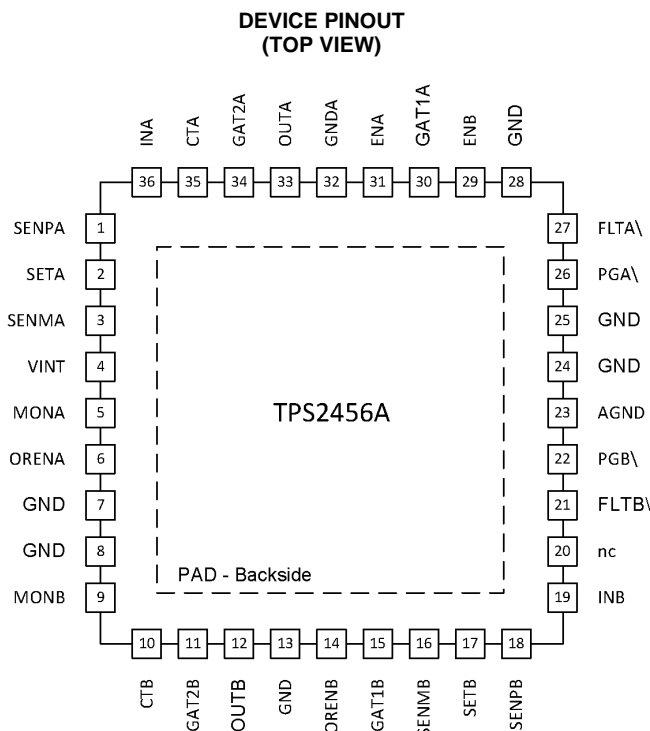 DEVICE PINOUT
(TOP VIEW)
INA
CTA
GAT2A
OUTA
GNDA
ENA
GAT1A
ENB
GND
36 35 34 33 32 31 30 29 28
SENPA 1 27 FLTA\
SETA 2 26 PGA\
SENMA 3 25 GND
VINT 4 24 GND
MONA 5 TPS2456A 23 AGND
ORENA 6 22 PGB\
GND 7 21 FLTB\
GND 8 20 nc
PAD - Backside
MONB 9 19 INB
10 11 12 13 14 15 16 17 18
CTB
GAT2B
OUTB
GND
ORENB
GAT1B
SENMB
SETB
SENPB